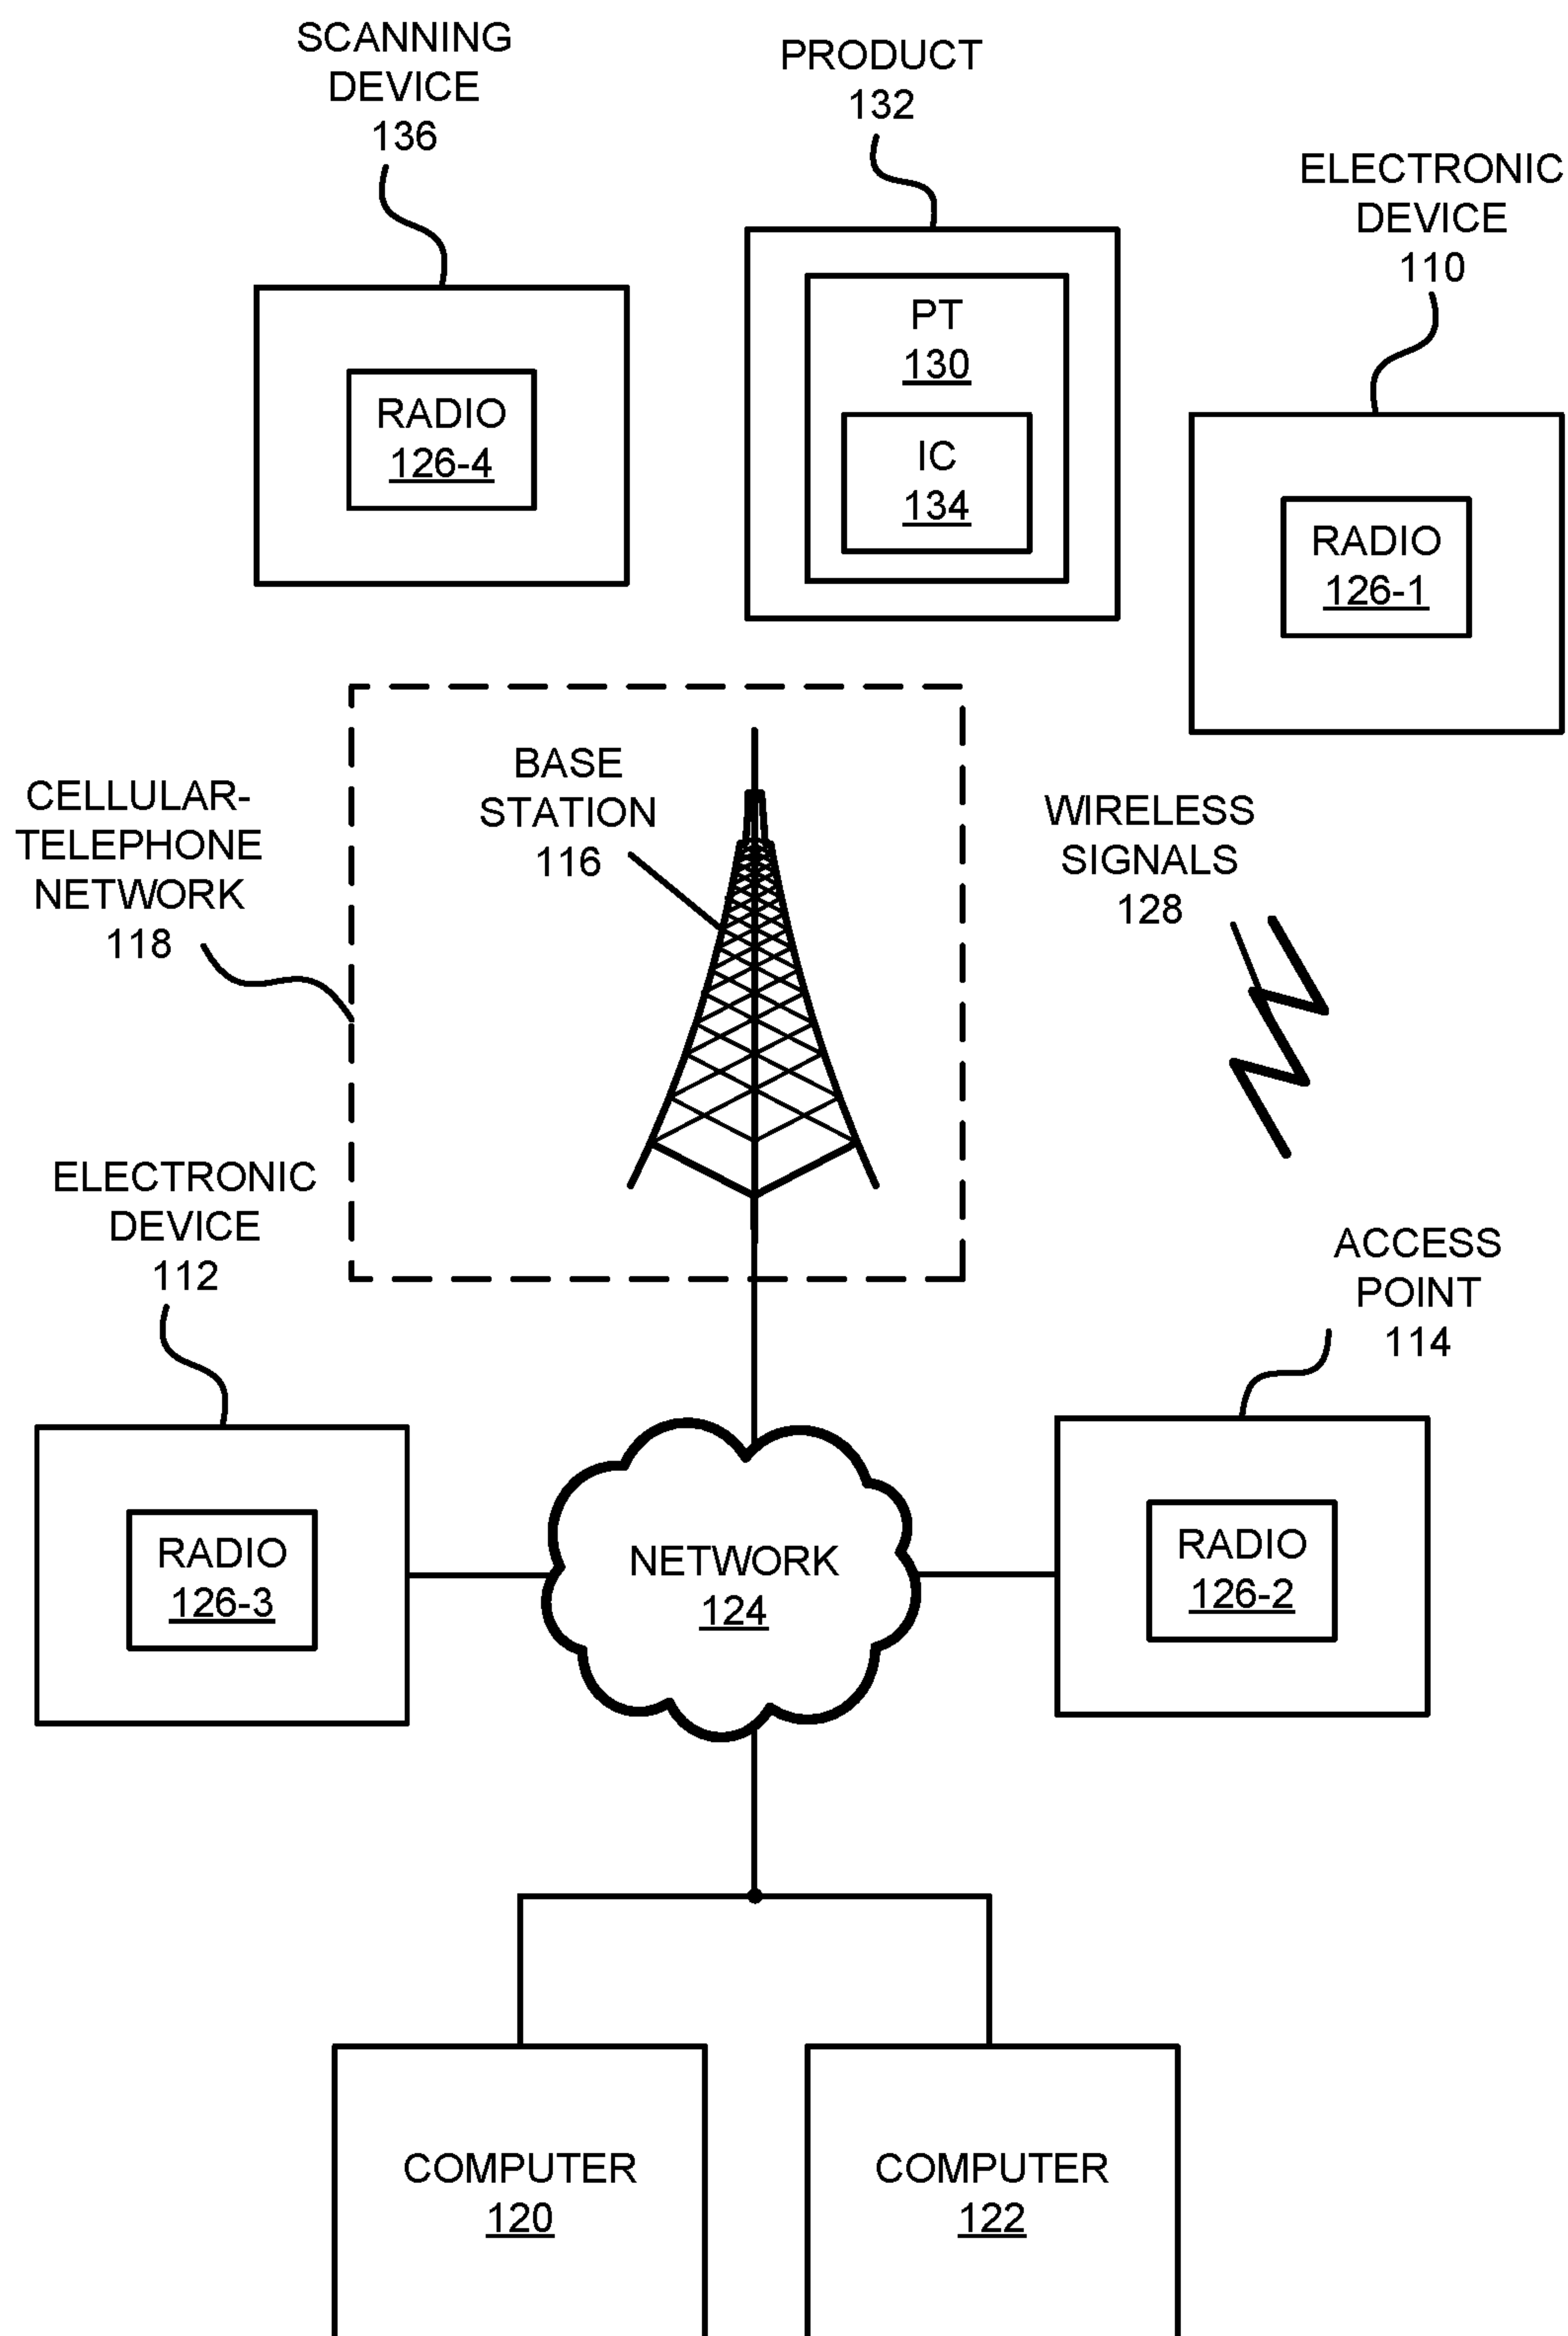 SCANNING
DEVICE
136
PRODUCT
132
ELECTRONIC
DEVICE
110
RADIO
126-4
PT
130
IC
134
RADIO
126-1
CELLULAR-
TELEPHONE
NETWORK
118
BASE
STATION
116
WIRELESS
SIGNALS
128
ELECTRONIC
DEVICE
112
ACCESS
POINT
114
RADIO
126-3
NETWORK
124
RADIO
126-2
COMPUTER
120
COMPUTER
122